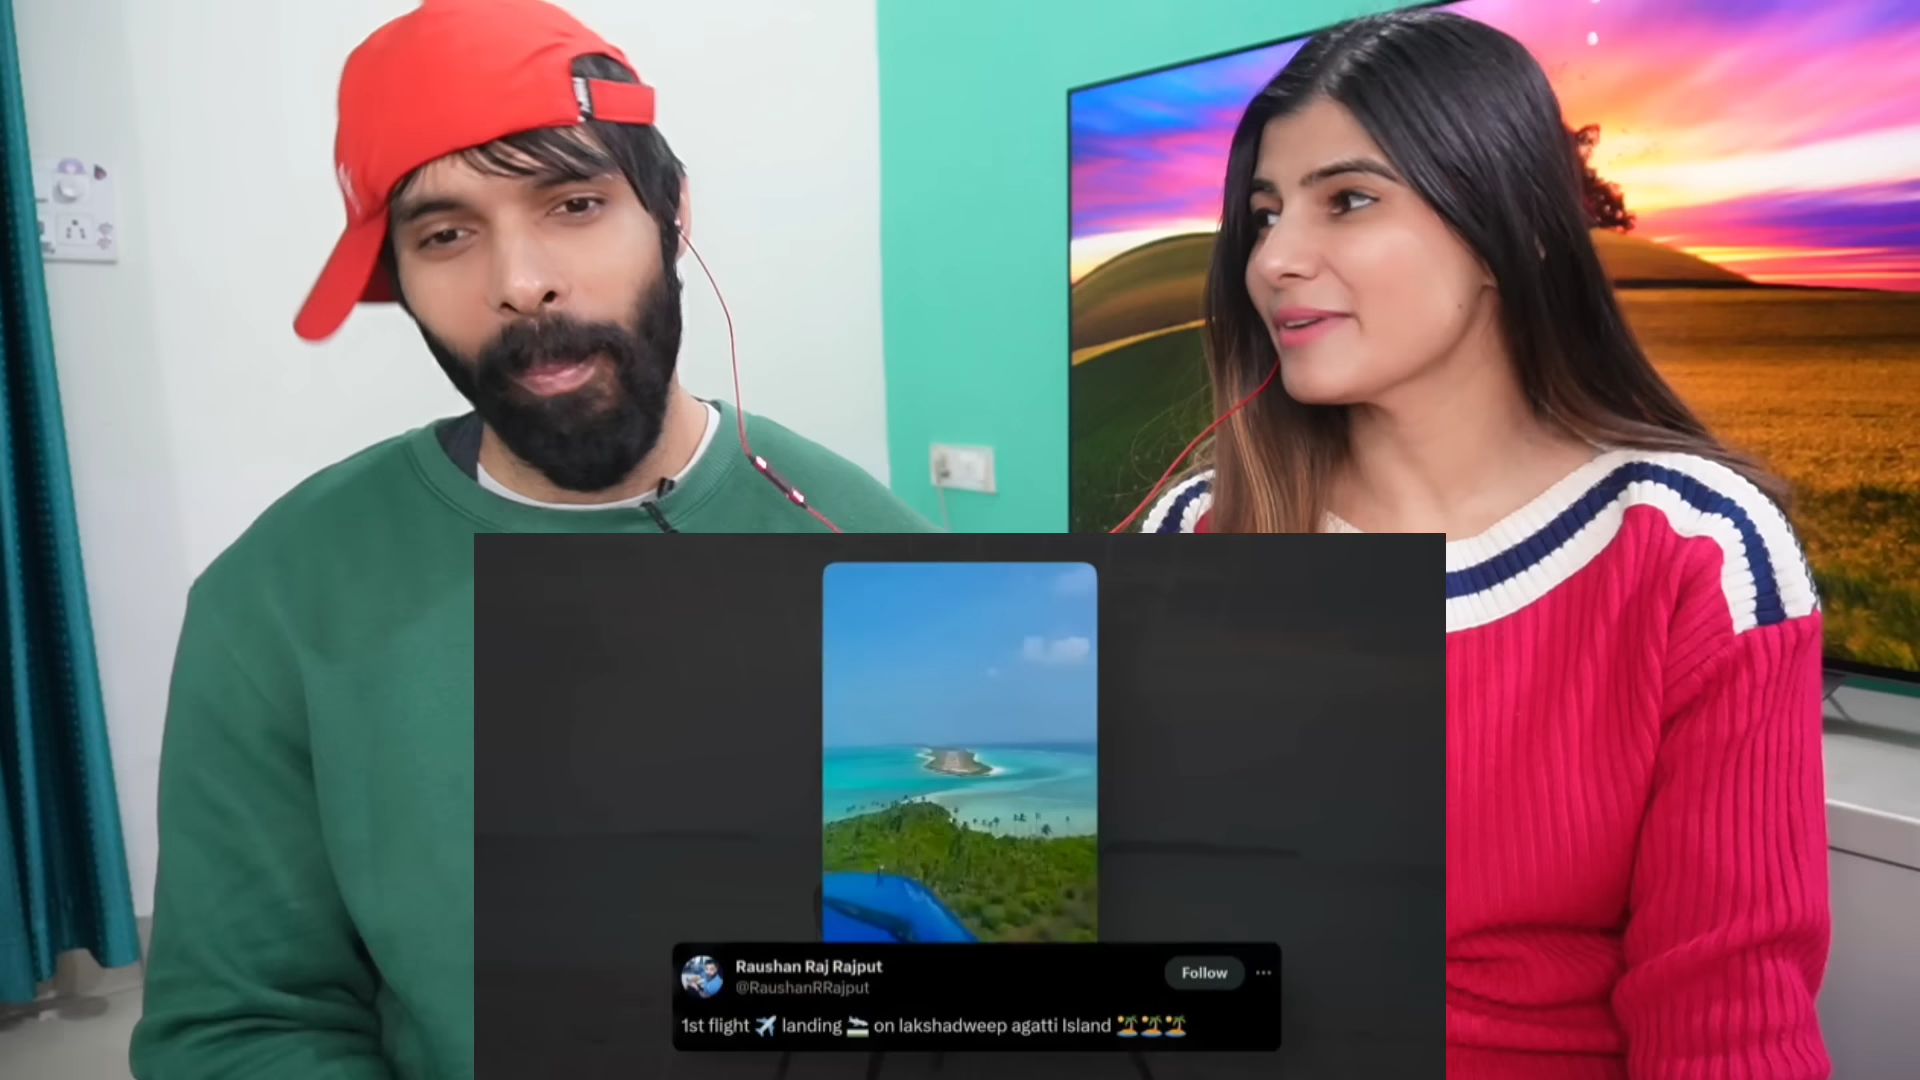 Raushan Raj Rajput
@RaushanRRajput
Follow
1st flight ✈️ landing 🛬 on lakshadweep agatti Island 🏝️🏝️🏝️